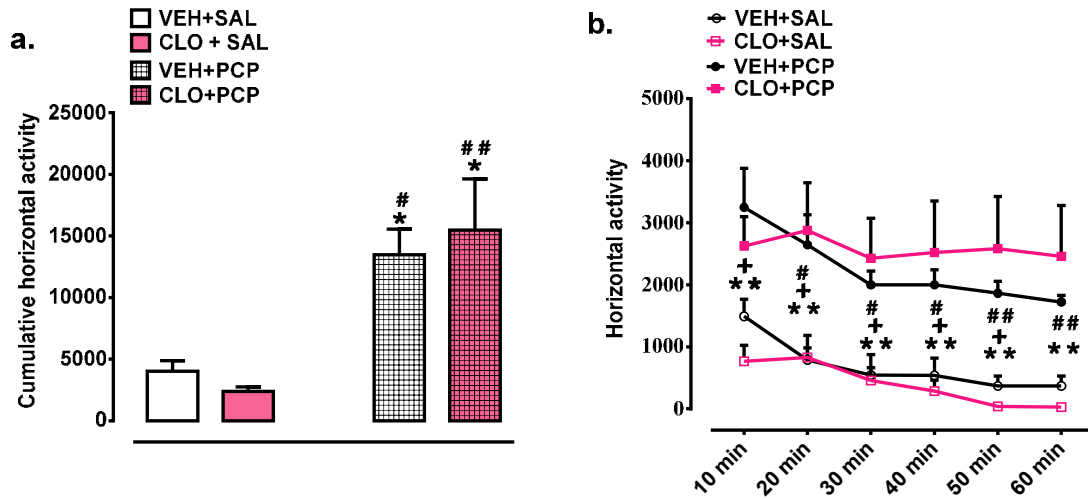 a.
VEH+SAL
CLO + SAL
VEH+PCP
CLO+PCP
Cumulative horizontal activity
25000
20000
15000
10000
5000
0
#
*
# #
*
b.
VEH+SAL
CLO+SAL
VEH+PCP
CLO+PCP
Horizontal activity
5000
4000
3000
2000
1000
0
+
**
#
+
**
#
+
**
#
+
**
##
+
**
##
**
10 min
20 min
30 min
40 min
50 min
60 min